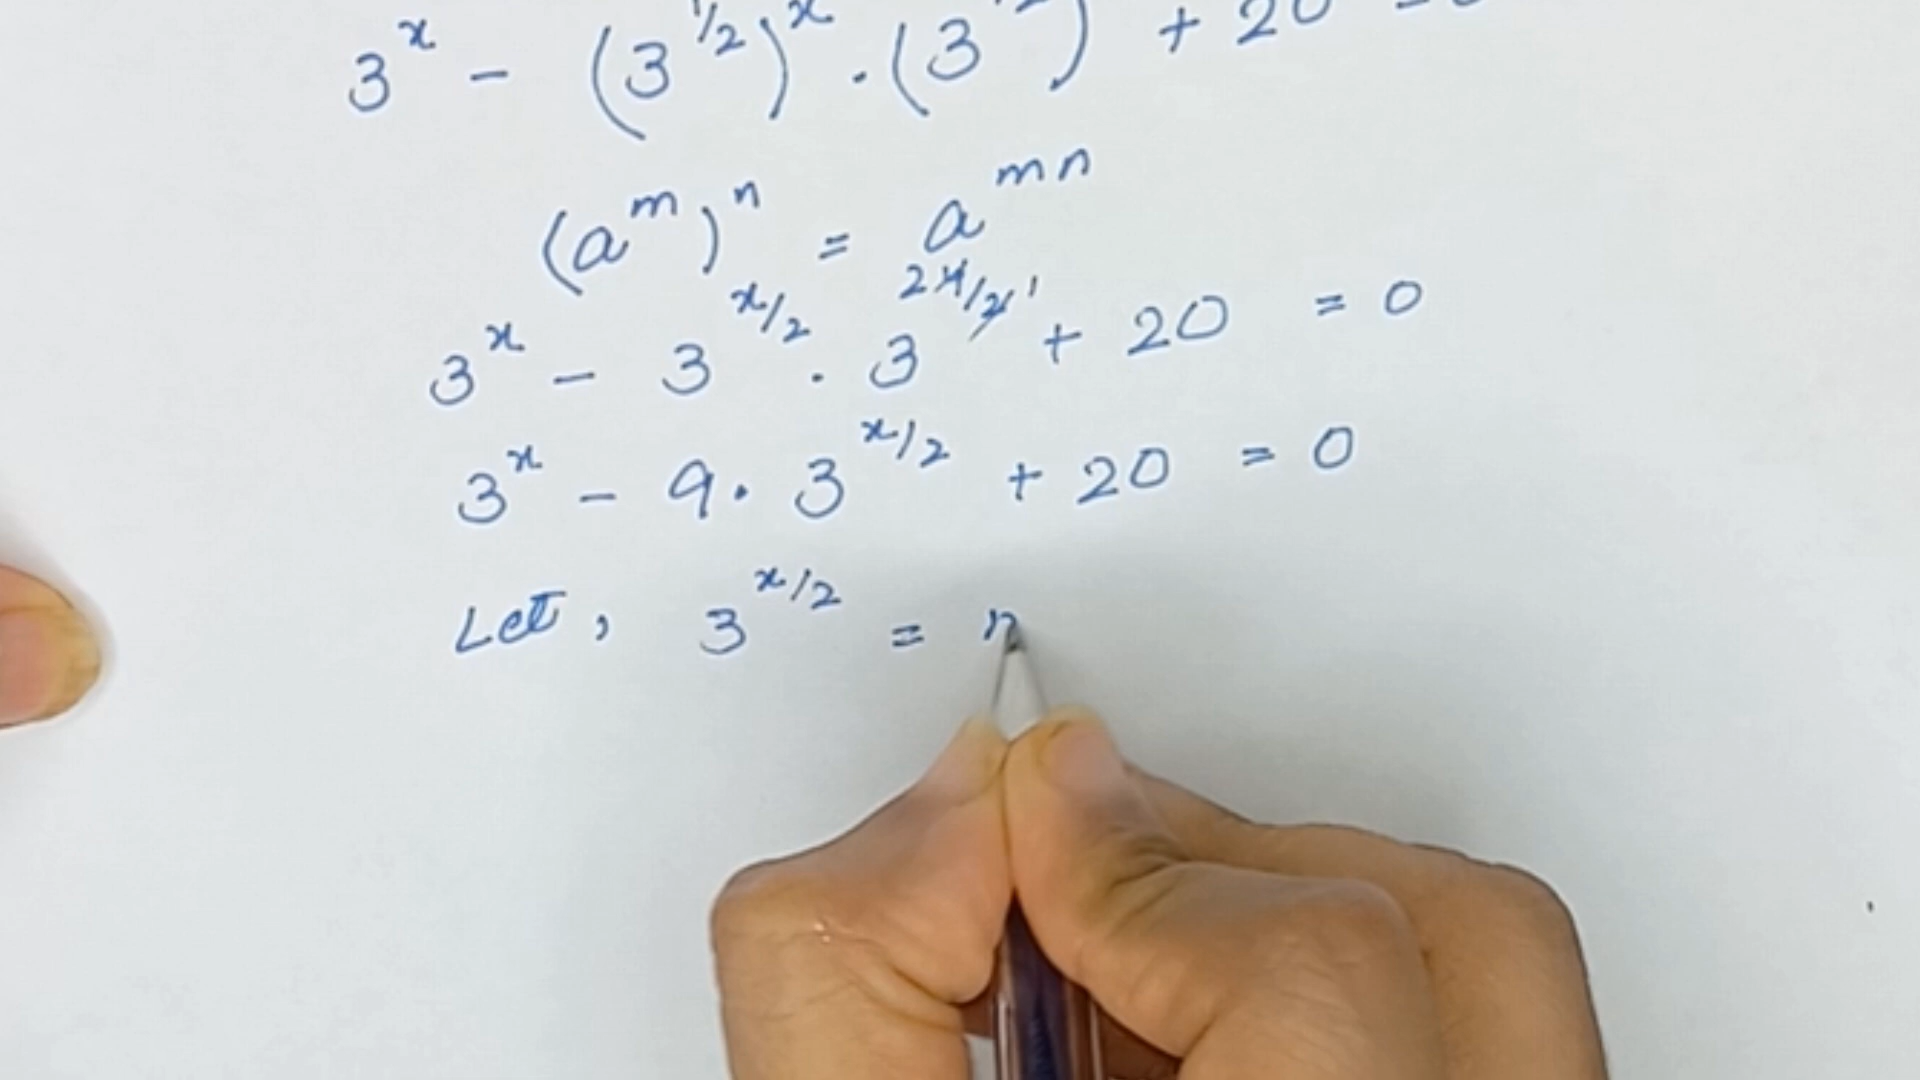 3^x - (3^{1/2})^x · (3 ) + 20
(a^m)^n = a^{mn}
3^x - 3^{x/2} · 3^{4/2} + 20 = 0
3^x - 9 · 3^{x/2} + 20 = 0
Let, 3^{x/2} = n